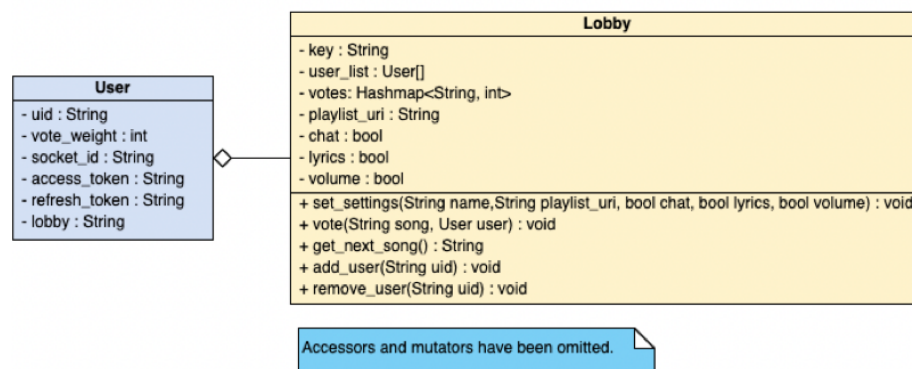 User
- uid : String
- vote_weight : int
- socket_id : String
- access_token : String
- refresh_token : String
- lobby : String
Lobby
- key : String
- user_list : User[]
- votes: Hashmap<String, int>
- playlist_uri : String
- chat : bool
- lyrics : bool
- volume : bool
+ set_settings(String name,String playlist_uri, bool chat, bool lyrics, bool volume) : void
+ vote(String song, User user) : void
+ get_next_song() : String
+ add_user(String uid) : void
+ remove_user(String uid) : void
Accessors and mutators have been omitted.